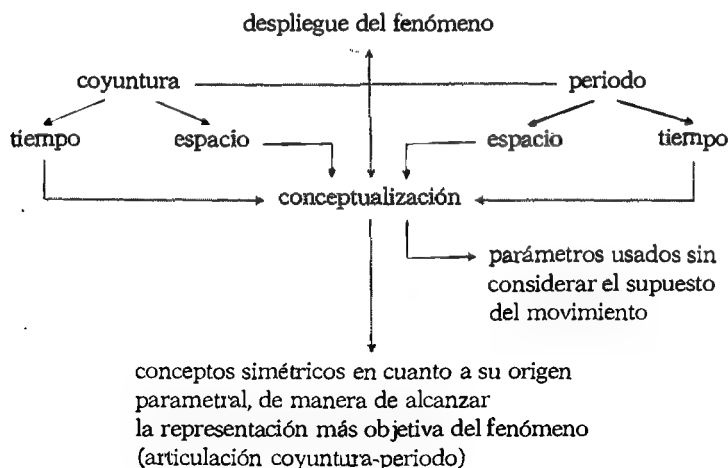 despliegue del fenómeno
coyuntura periodo
tiempo espacio espacio tiempo
conceptualización
parámetros usados sin
considerar el supuesto
del movimiento
conceptos simétricos en cuanto a su origen
parametral, de manera de alcanzar
la representación más objetiva del fenómeno
(articulación coyuntura-periodo)